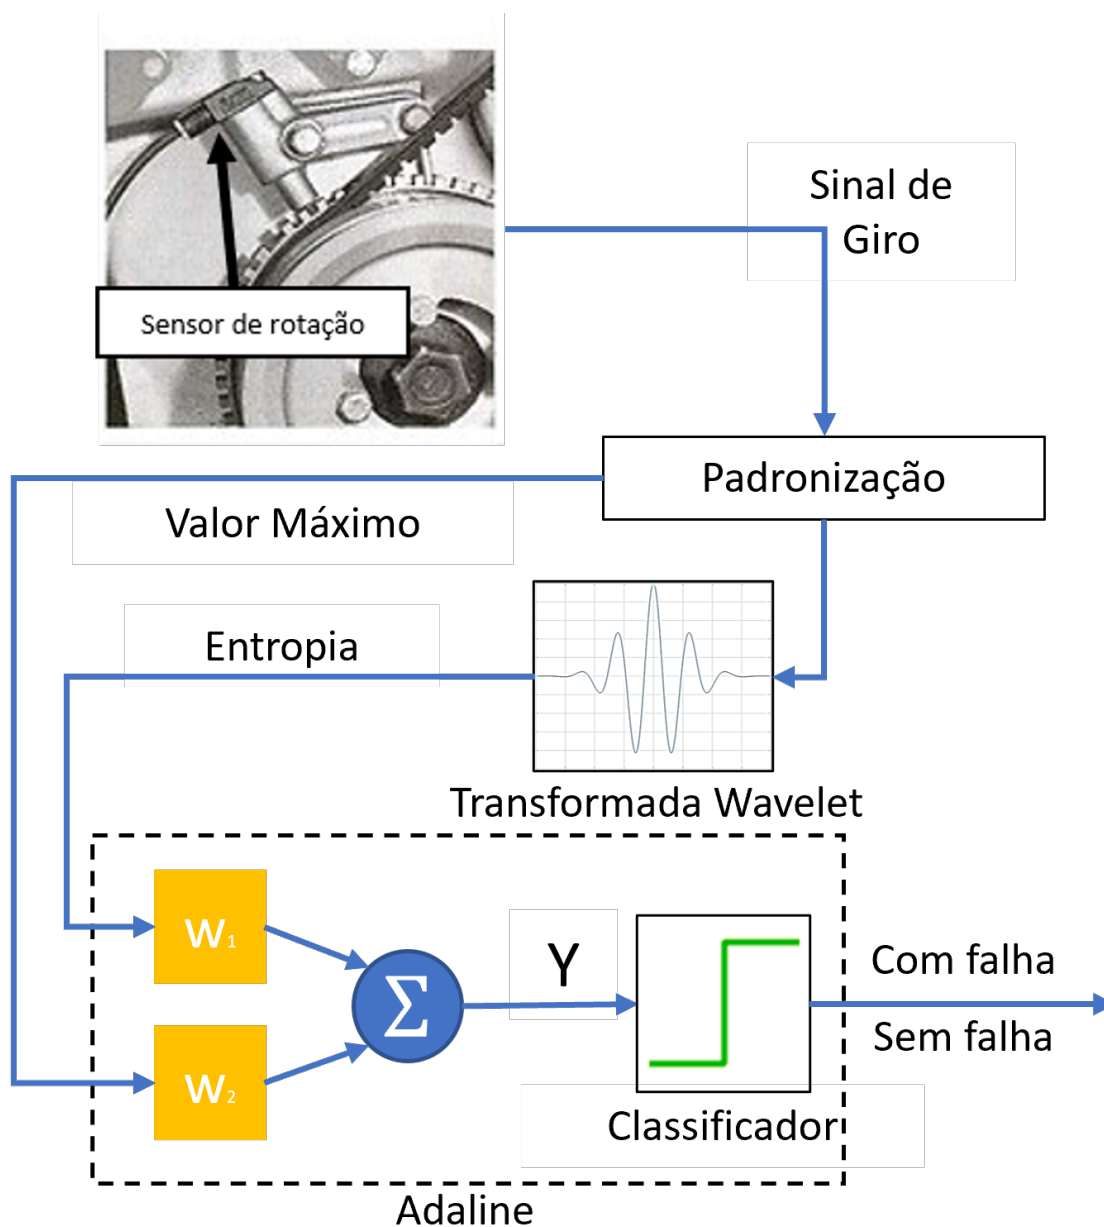 Sinal de
Giro
Sensor de rotação
Padronização
Valor Máximo
Entropia
Transformada Wavelet
w1
Σ
Y
w2
Com falha
Sem falha
Classificador
Adaline